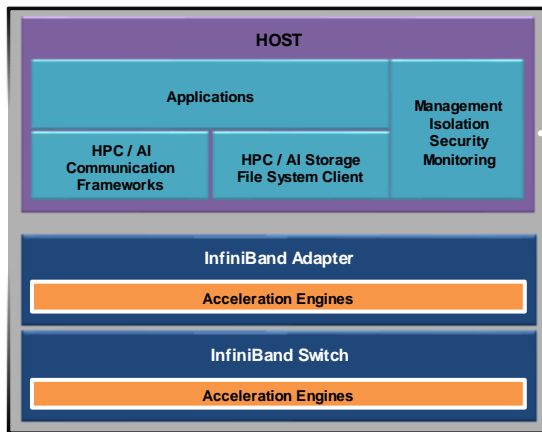 HOST
Applications
Management
Isolation
Security
Monitoring
HPC / AI
Communication
Frameworks
HPC / AI Storage
File System Client
InfiniBand Adapter
Acceleration Engines
InfiniBand Switch
Acceleration Engines